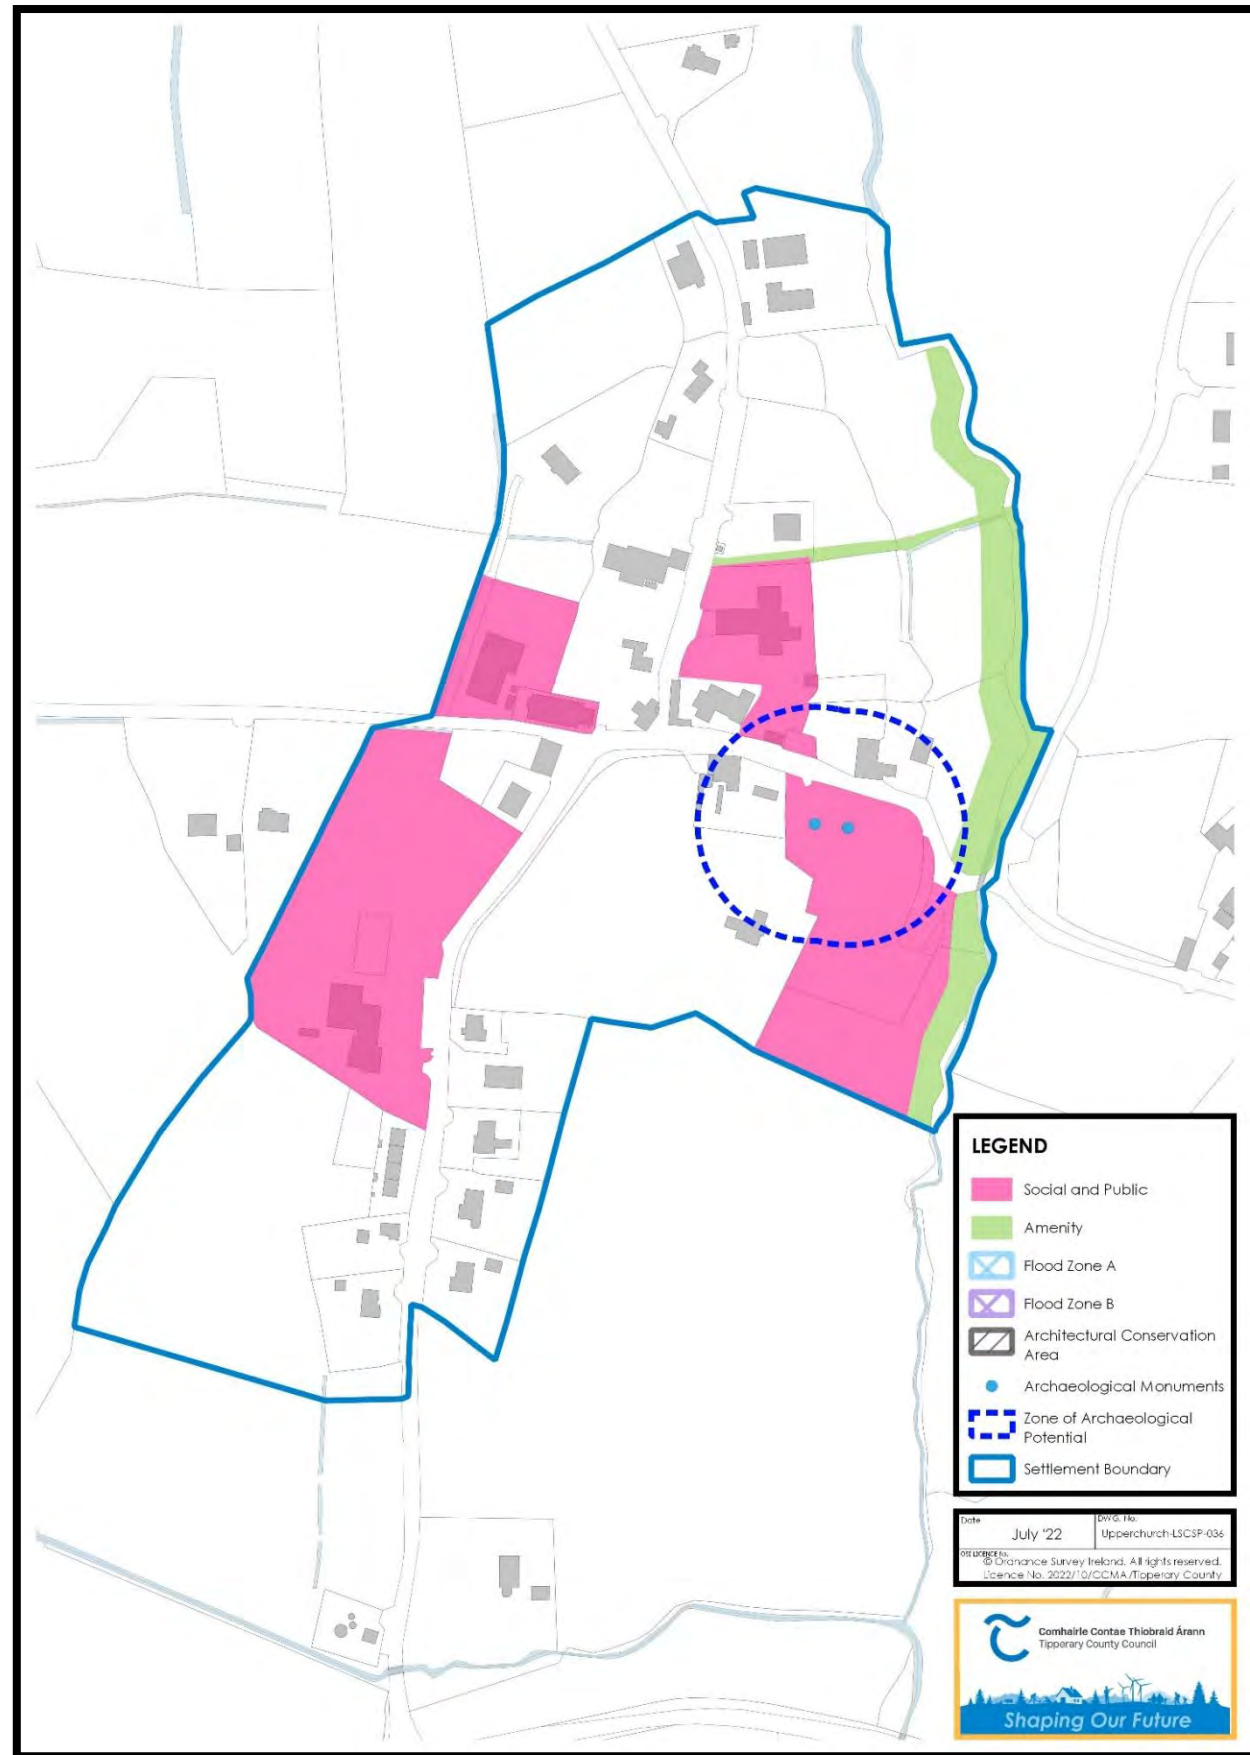 LEGEND
Social and Public
Amenity
Flood Zone A
Flood Zone B
Architectural Conservation
Area
Archaeological Monuments
Zone of Archaeological
Potential
Settlement Boundary
Date
July '22
DWG. No.
Upperchurch-LSCSP-036
OSI LICENCE No.
© Ordnance Survey Ireland. All rights reserved.
Licence No. 2022/10/CCMA/Tipperary County
Comhairle Contae Thiobraid Árann
Tipperary County Council
Shaping Our Future